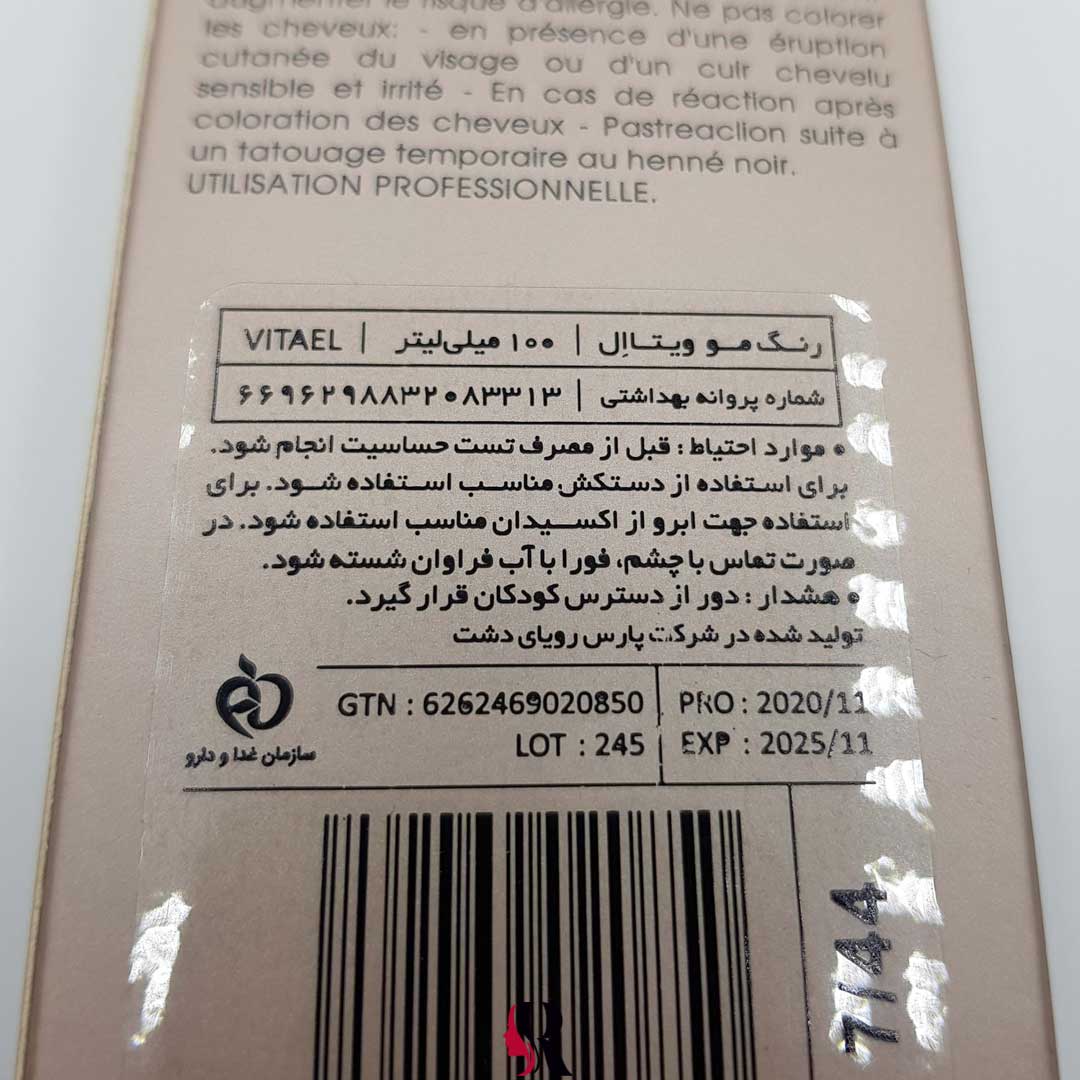 augmenter le risque d'allergie. Ne pas colorer
les cheveux: - en présence d'une éruption
cutanée du visage ou d'un cuir chevelu
sensible et irrité - En cas de réaction après
coloration des cheveux - Pastreaclion suite à
un tatouage temporaire au henné noir.
UTILISATION PROFESSIONNELLE.
رنگ مو ویتااِل | ۱۰۰ میلی‌لیتر | VITAEL
شماره پروانه بهداشتی | ۶۶۹۶۲۹۸۸۳۲۰۸۳۳۱۳
• موارد احتیاط : قبل از مصرف تست حساسیت انجام شود.
برای استفاده از دستکش مناسب استفاده شود. برای
استفاده جهت ابرو از اکسیدان مناسب استفاده شود. در
صورت تماس با چشم، فورا با آب فراوان شسته شود.
• هشدار : دور از دسترس کودکان قرار گیرد.
تولید شده در شرکت پارس رویای دشت
GTN : 6262469020850 | PRO : 2020/11
LOT : 245 | EXP : 2025/11
سازمان غذا و دارو
7/44